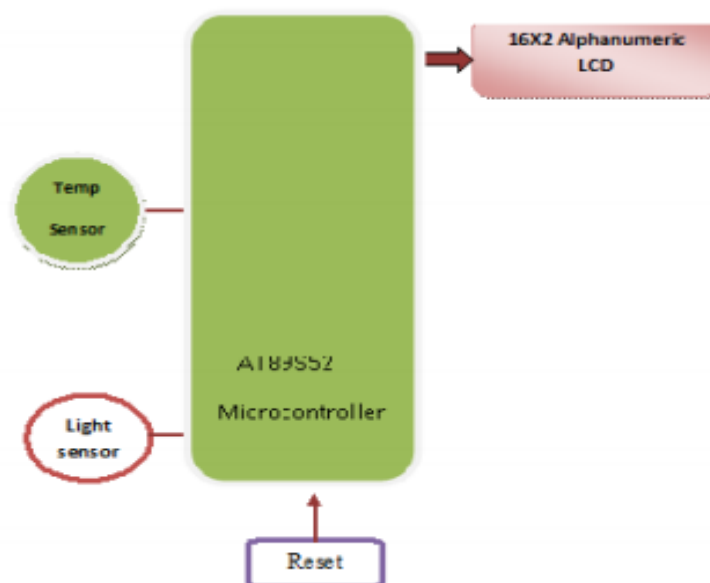 16X2 Alphanumeric
LCD
Temp
Sensor
AT89S52
Microcontroller
Light
sensor
Reset